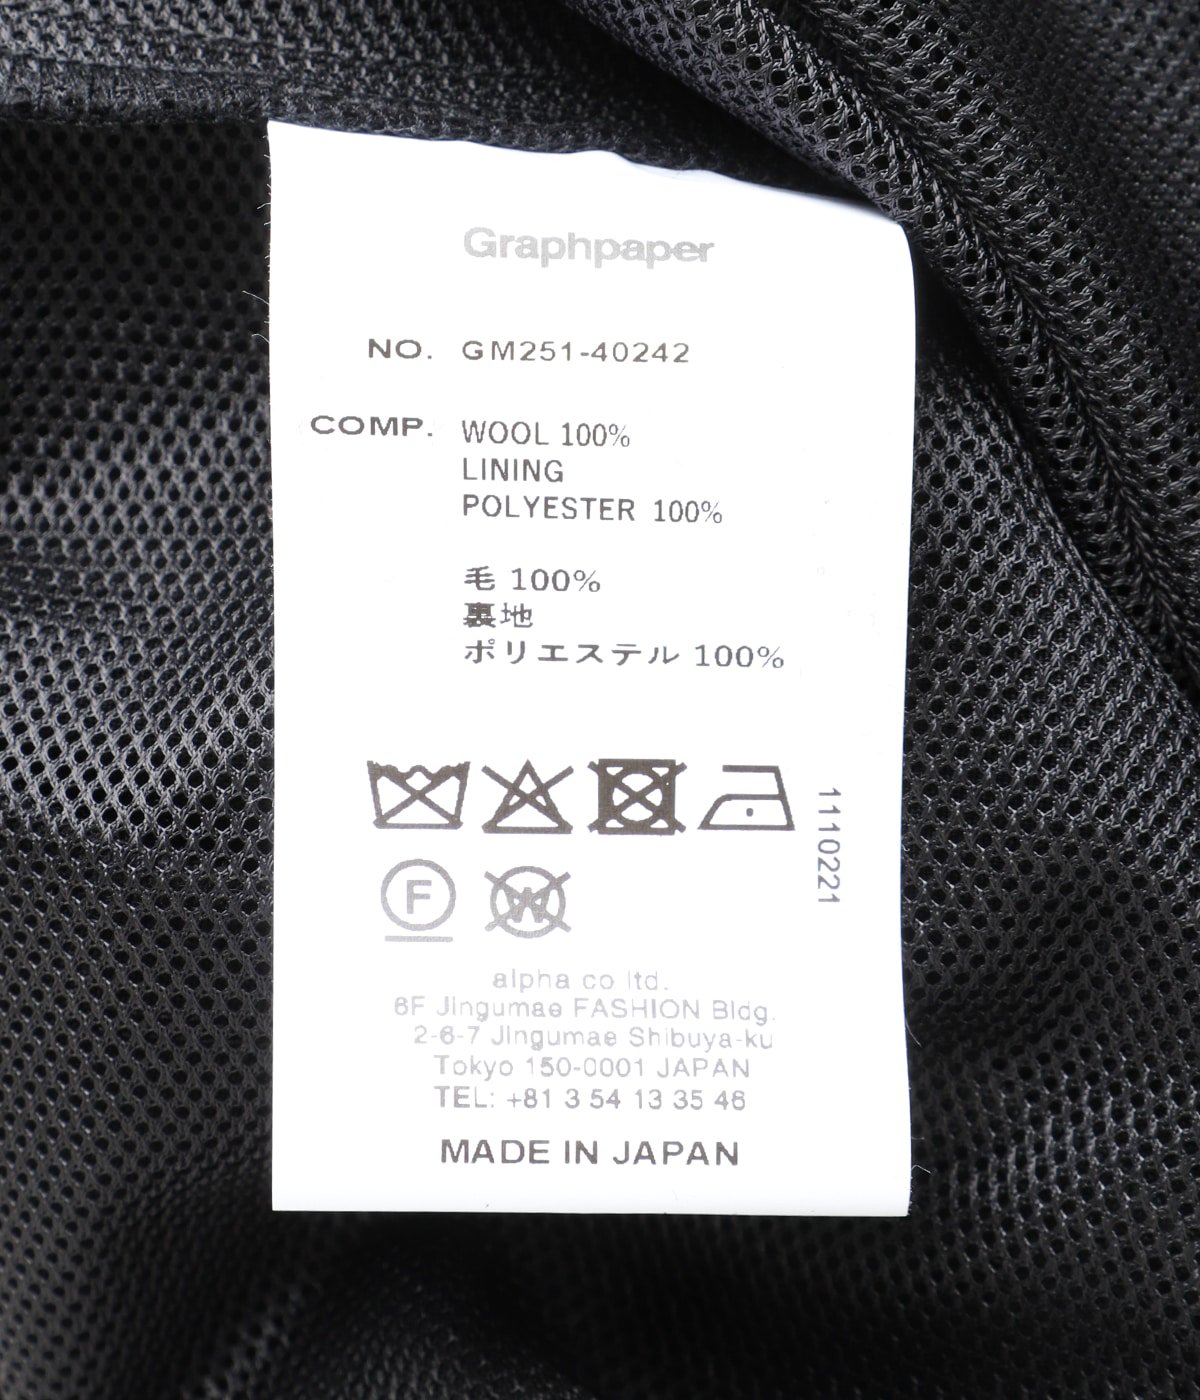 Graphpaper
NO. GM251-40242
COMP. WOOL 100%
LINING
POLYESTER 100%
毛 100%
裏地
ポリエステル 100%
1110221
F
W
alpha co ltd.
6F Jingumae FASHION Bldg.
2-6-7 Jingumae Shibuya-ku
Tokyo 150-0001 JAPAN
TEL: +81 3 54 13 35 46
MADE IN JAPAN